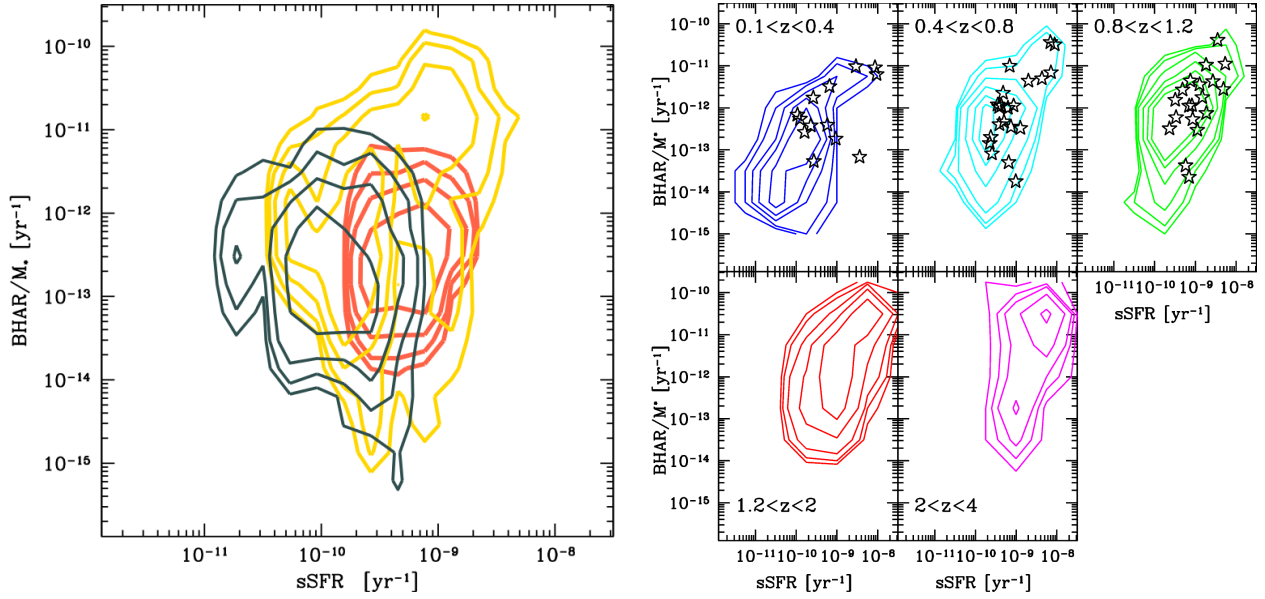 10⁻¹⁰
10⁻¹¹
10⁻¹²
10⁻¹³
10⁻¹⁴
10⁻¹⁵
BHAR/M* [yr⁻¹]
10⁻¹¹ 10⁻¹⁰ 10⁻⁹ 10⁻⁸
sSFR [yr⁻¹]
0.1<z<0.4 0.4<z<0.8 0.8<z<1.2
10⁻¹⁰
10⁻¹¹
10⁻¹²
10⁻¹³
10⁻¹⁴
10⁻¹⁵
BHAR/M* [yr⁻¹]
10⁻¹¹ 10⁻¹⁰ 10⁻⁹ 10⁻⁸
sSFR [yr⁻¹]
10⁻¹⁰
10⁻¹¹
10⁻¹²
10⁻¹³
10⁻¹⁴
10⁻¹⁵
BHAR/M* [yr⁻¹]
1.2<z<2 2<z<4
10⁻¹¹ 10⁻¹⁰ 10⁻⁹ 10⁻¹¹ 10⁻¹⁰ 10⁻⁹ 10⁻⁸
sSFR [yr⁻¹] sSFR [yr⁻¹]